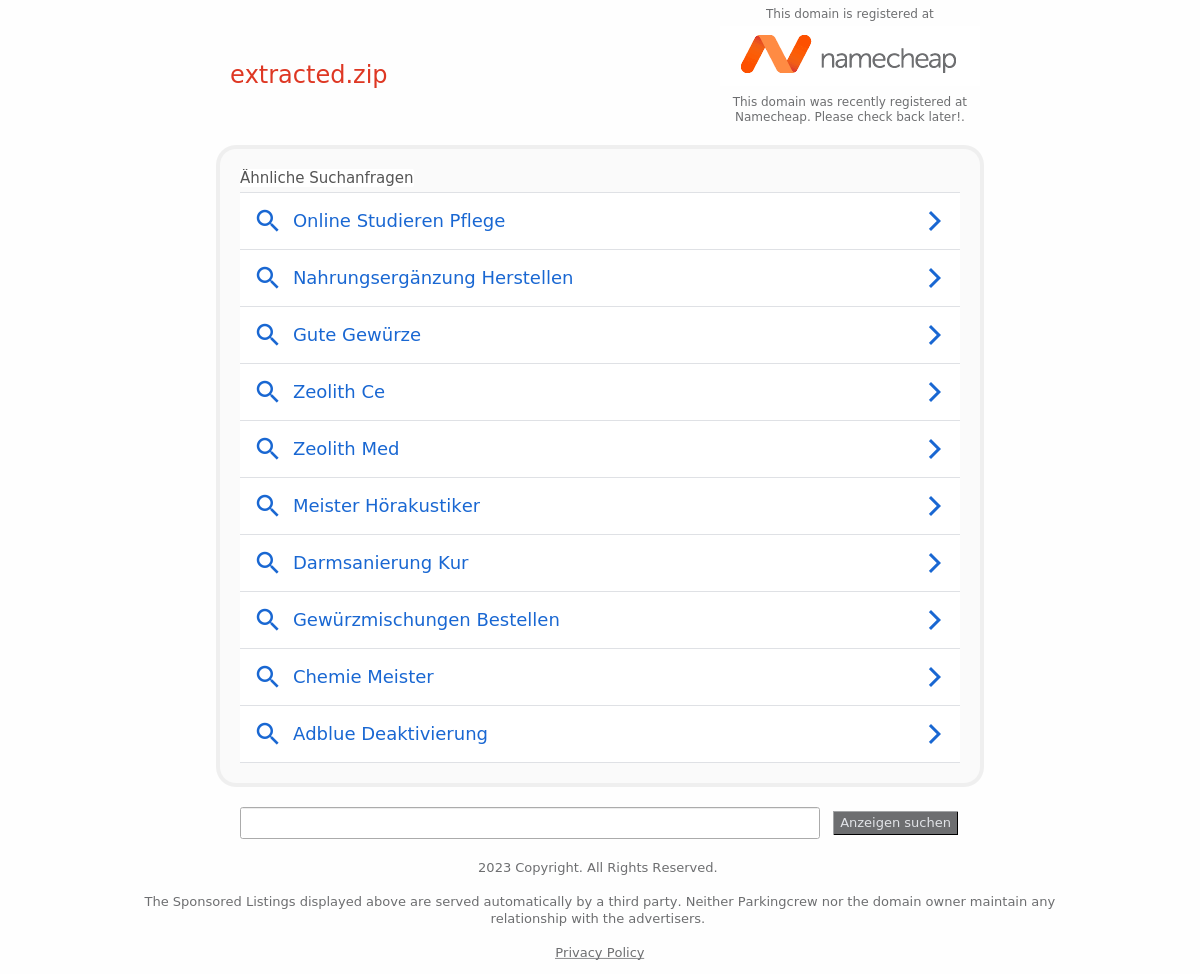 This domain is registered at
namecheap
extracted.zip
This domain was recently registered at
Namecheap. Please check back later!.
Ähnliche Suchanfragen
Online Studieren Pflege
Nahrungsergänzung Herstellen
Gute Gewürze
Zeolith Ce
Zeolith Med
Meister Hörakustiker
Darmsanierung Kur
Gewürzmischungen Bestellen
Chemie Meister
Adblue Deaktivierung
Anzeigen suchen
2023 Copyright. All Rights Reserved.
The Sponsored Listings displayed above are served automatically by a third party. Neither Parkingcrew nor the domain owner maintain any
relationship with the advertisers.
Privacy Policy